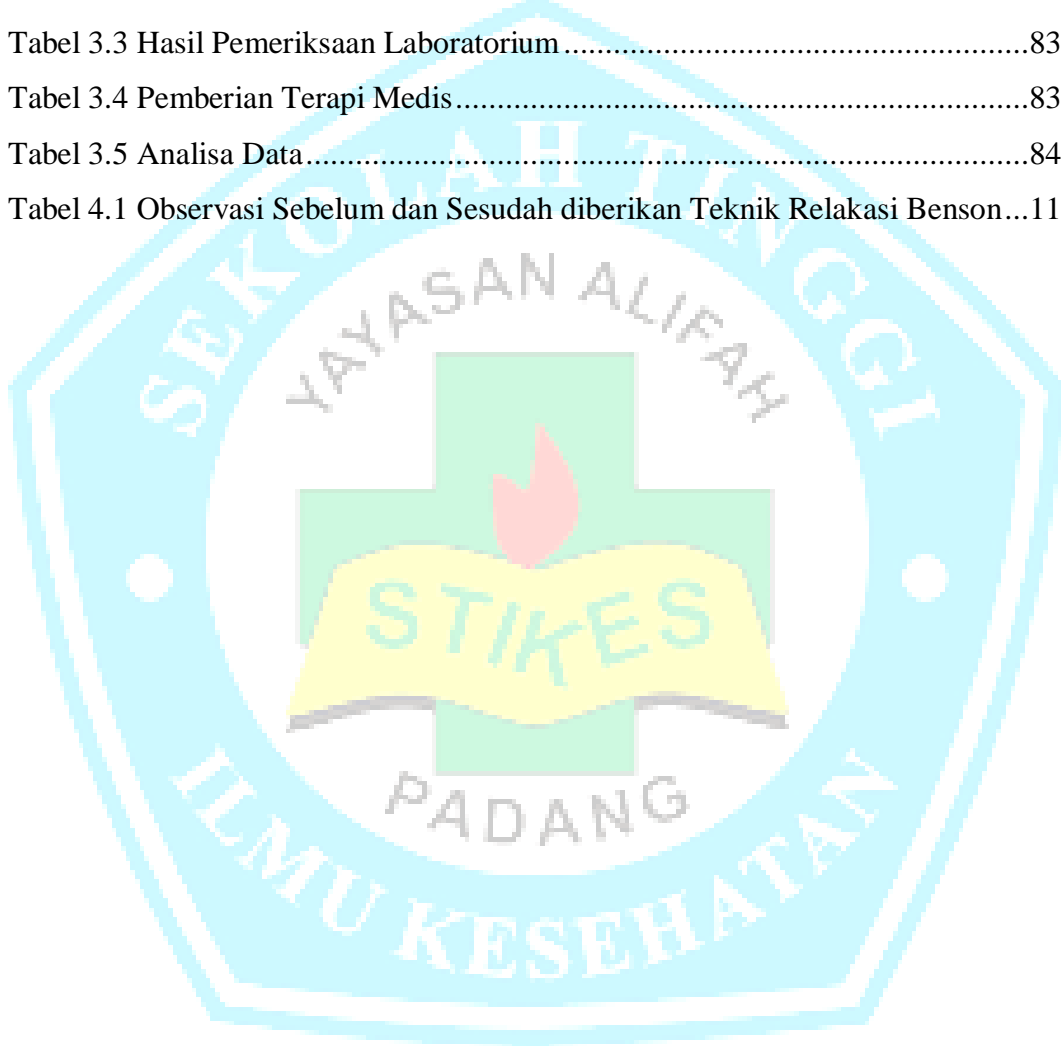 Tabel 3.3 Hasil Pemeriksaan Laboratorium....................................................................83
Tabel 3.4 Pemberian Terapi Medis....................................................................................83
Tabel 3.5 Analisa Data..........................................................................................................84
Tabel 4.1 Observasi Sebelum dan Sesudah diberikan Teknik Relakasi Benson...11
SEKOLAH TINGGI
YAYASAN ALIFAH
STIKES
PADANG
ILMU KESEHATAN